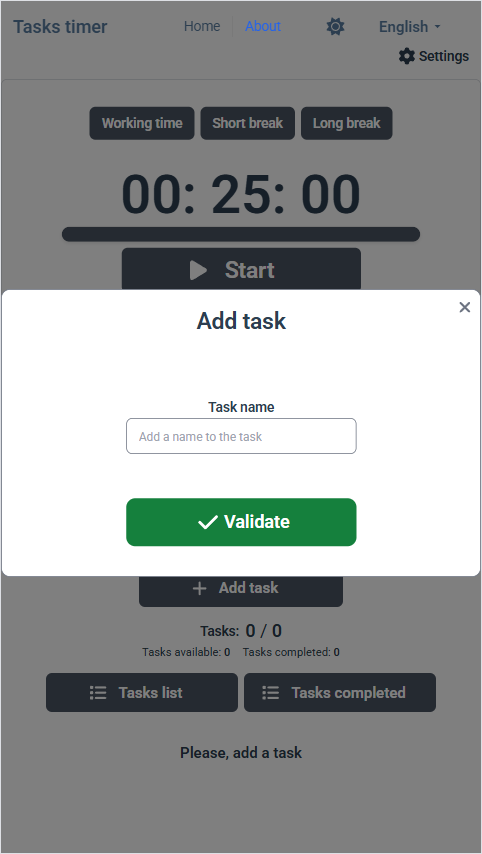 Tasks timer Home About English
Settings
Working time Short break Long break
00: 25: 00
Start
Add task
Task name
Add a name to the task
Validate
Add task
Tasks: 0 / 0
Tasks available: 0 Tasks completed: 0
Tasks list Tasks completed
Please, add a task